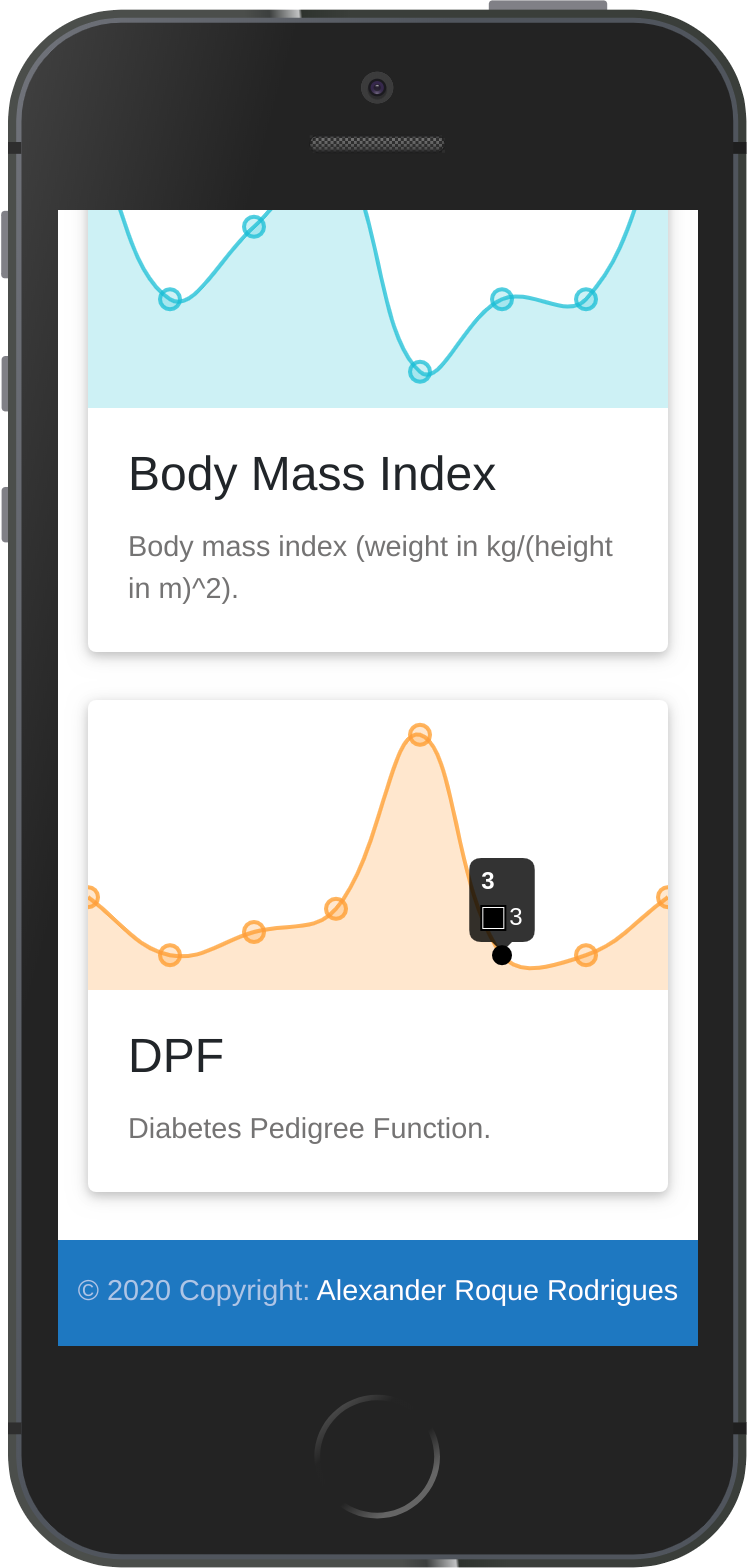 Body Mass Index
Body mass index (weight in kg/(height
in m)^2).
3
3
DPF
Diabetes Pedigree Function.
© 2020 Copyright: Alexander Roque Rodrigues